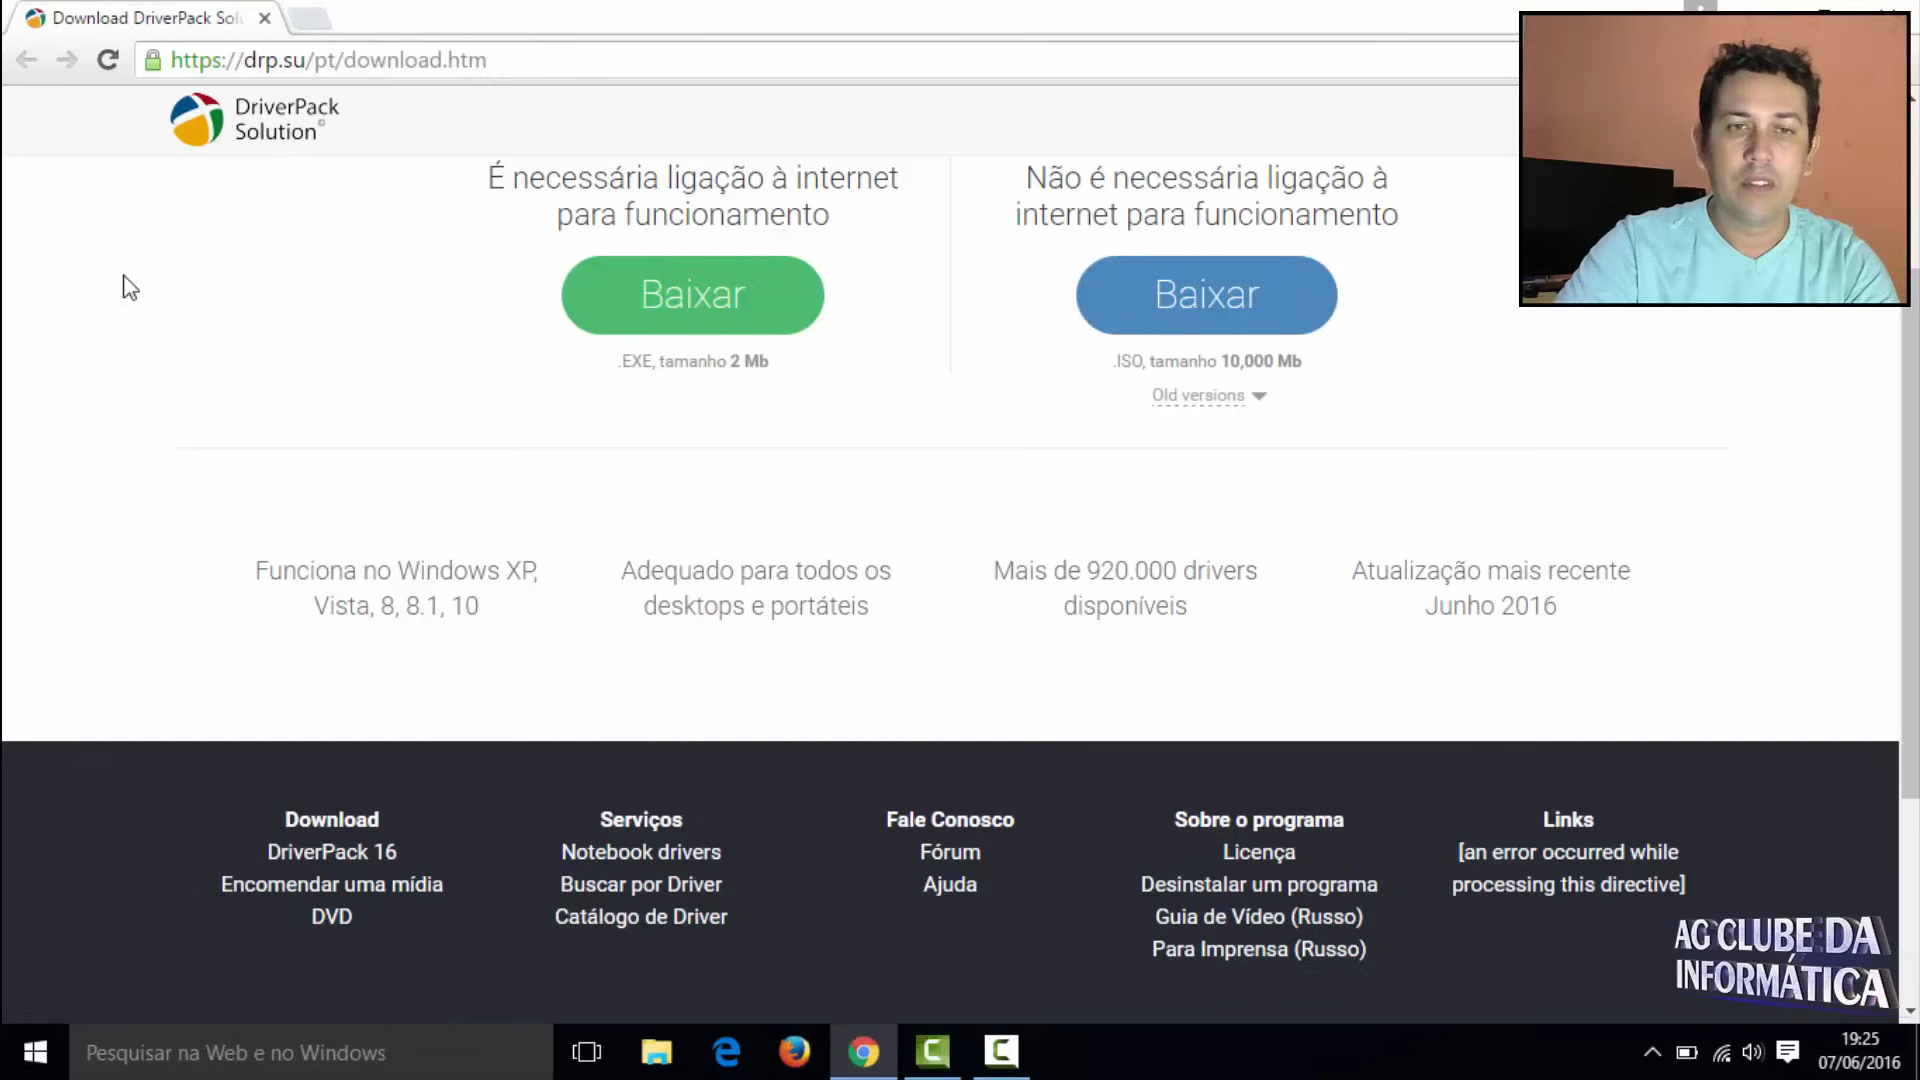 Download DriverPack Sol
https://drp.su/pt/download.htm
DriverPack
Solution©
É necessária ligação à internet
para funcionamento
Baixar
.EXE, tamanho 2 Mb
Não é necessária ligação à
internet para funcionamento
Baixar
.ISO, tamanho 10,000 Mb
Old versions
Funciona no Windows XP,
Vista, 8, 8.1, 10
Adequado para todos os
desktops e portáteis
Mais de 920.000 drivers
disponíveis
Atualização mais recente
Junho 2016
Download
DriverPack 16
Encomendar uma mídia
DVD
Serviços
Notebook drivers
Buscar por Driver
Catálogo de Driver
Fale Conosco
Fórum
Ajuda
Sobre o programa
Licença
Desinstalar um programa
Guia de Vídeo (Russo)
Para Imprensa (Russo)
Links
[an error occurred while
processing this directive]
AG CLUBE DA
INFORMÁTICA
Pesquisar na Web e no Windows
19:25
07/06/2016